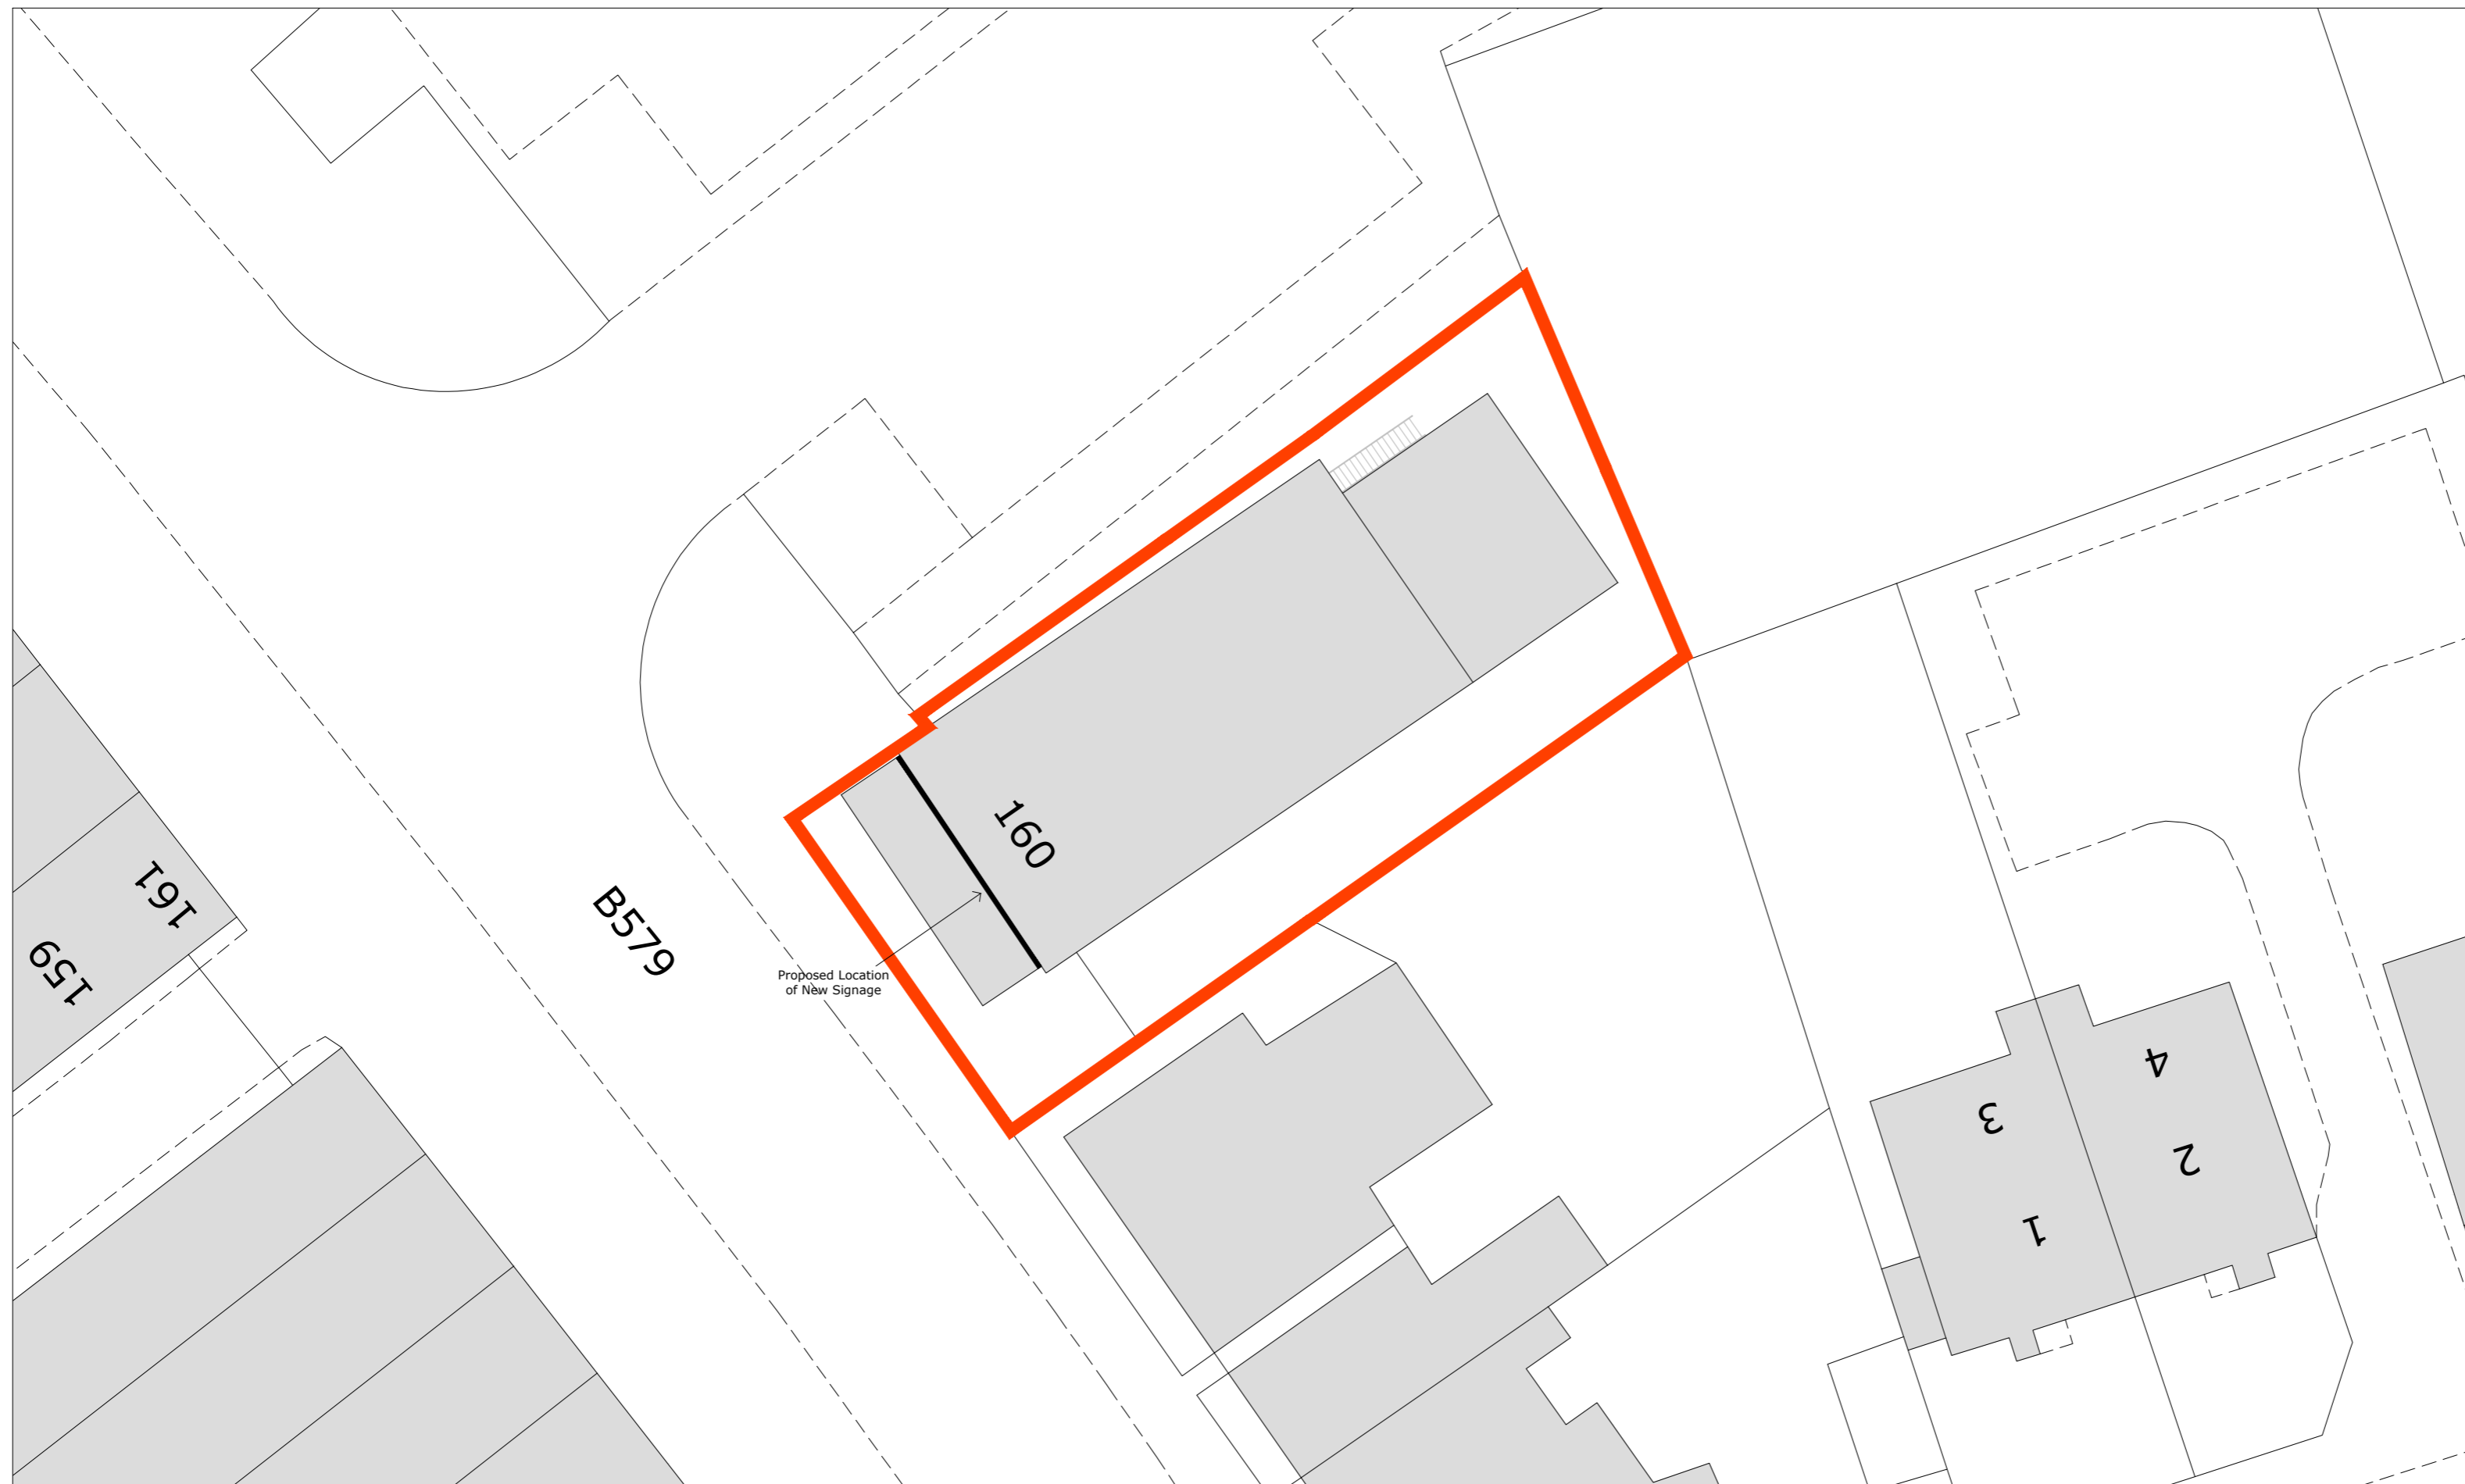 160
161
159
B579
Proposed Location
of New Signage
4
3
2
1